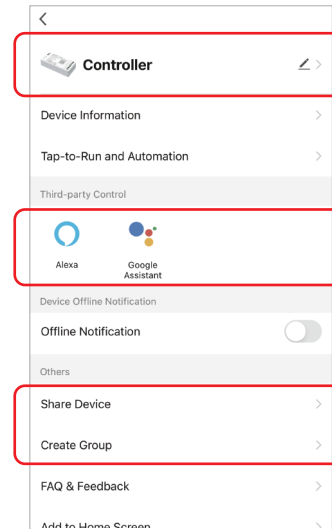 Controller
Device Information
Tap-to-Run and Automation
Third-party Control
Alexa
Google
Assistant
Device Offline Notification
Offline Notification
Others
Share Device
Create Group
FAQ & Feedback
Add to Home Screen